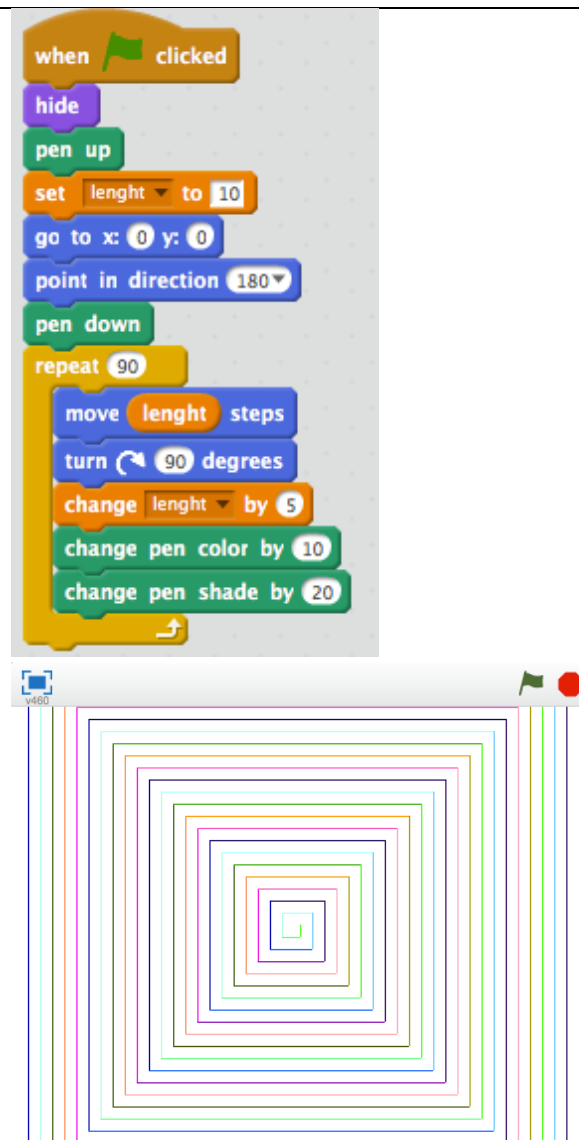 when clicked
hide
pen up
set lenght to 10
go to x: 0 y: 0
point in direction 180
pen down
repeat 90
move lenght steps
turn 90 degrees
change lenght by 5
change pen color by 10
change pen shade by 20
v460